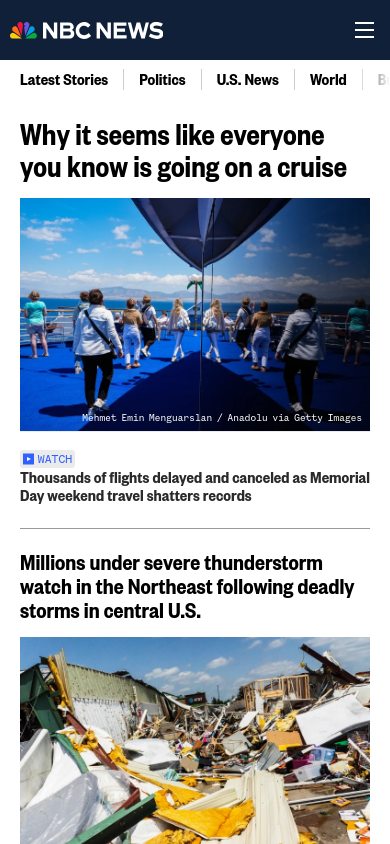 NBC NEWS
Latest Stories
Politics
U.S. News
World
Why it seems like everyone
you know is going on a cruise
Mehmet Emin Menguarslan / Anadolu via Getty Images
WATCH
Thousands of flights delayed and canceled as Memorial
Day weekend travel shatters records
Millions under severe thunderstorm
watch in the Northeast following deadly
storms in central U.S.